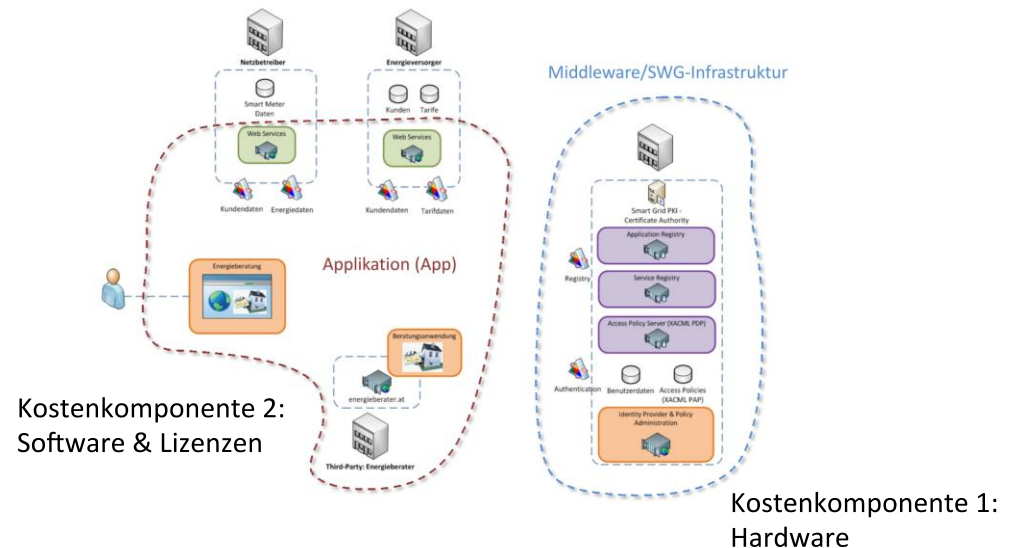 Netzbetreiber
Energieversorger
Smart Meter
Daten
Kunden
Tarife
Web Services
Web Services
Kundendaten
Energiedaten
Kundendaten
Tarifdaten
Applikation (App)
Energieberatung
Beratungsanwendung
energieberater.at
Third-Party: Energieberater
Kostenkomponente 2:
Software & Lizenzen
Middleware/SWG-Infrastruktur
Smart Grid PKI -
Certificate Authority
Application Registry
Registry
Service Registry
Access Policy Server (XACML PDP)
Authentication
Benutzerdaten
Access Policies
(XACML PAP)
Identity Provider & Policy
Administration
Kostenkomponente 1:
Hardware